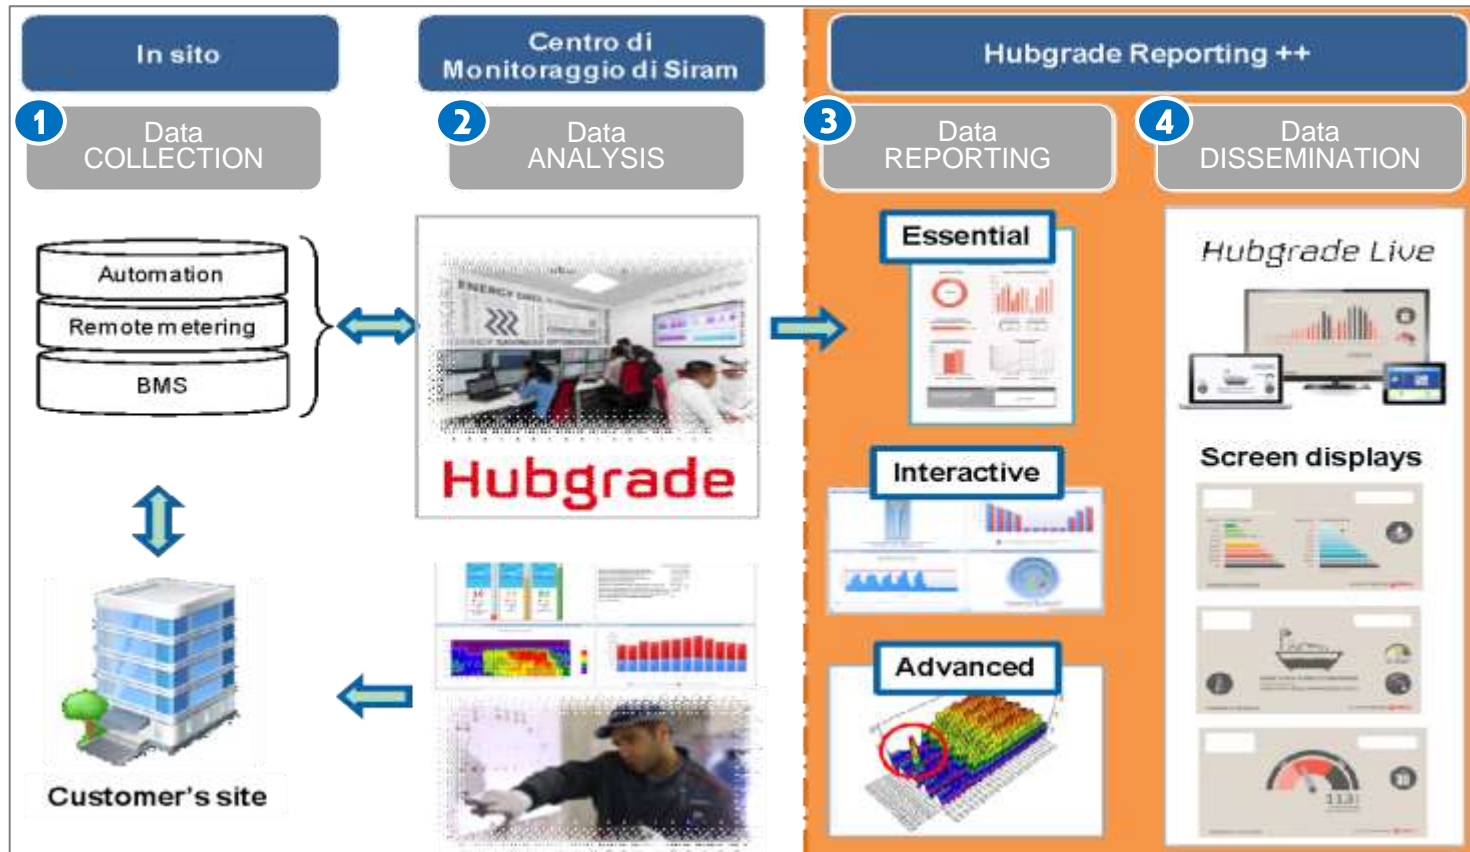 In sito
Centro di
Monitoraggio di Siram
Hubgrade Reporting ++
1
Data
COLLECTION
2
Data
ANALYSIS
3
Data
REPORTING
4
Data
DISSEMINATION
Automation
Remote metering
BMS
Hubgrade
Customer's site
Essential
Interactive
Advanced
Hubgrade Live
Screen displays
113